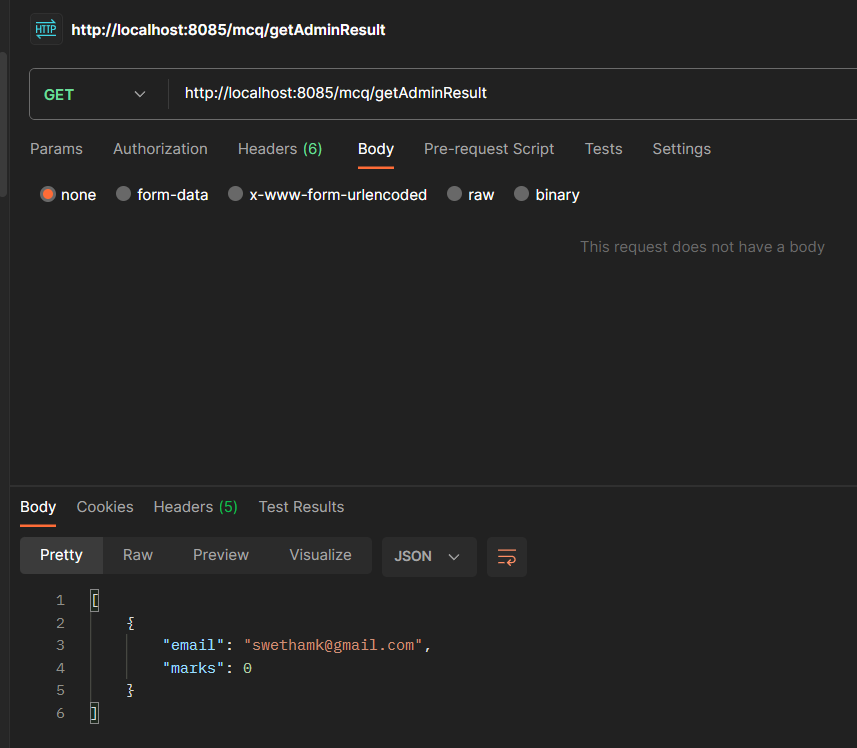 HTTP http://localhost:8085/mcq/getAdminResult
GET http://localhost:8085/mcq/getAdminResult
Params Authorization Headers (6) Body Pre-request Script Tests Settings
none form-data x-www-form-urlencoded raw binary
This request does not have a body
Body Cookies Headers (5) Test Results
Pretty Raw Preview Visualize JSON
1 [
2 {
3 "email": "swethamk@gmail.com",
4 "marks": 0
5 }
6 ]